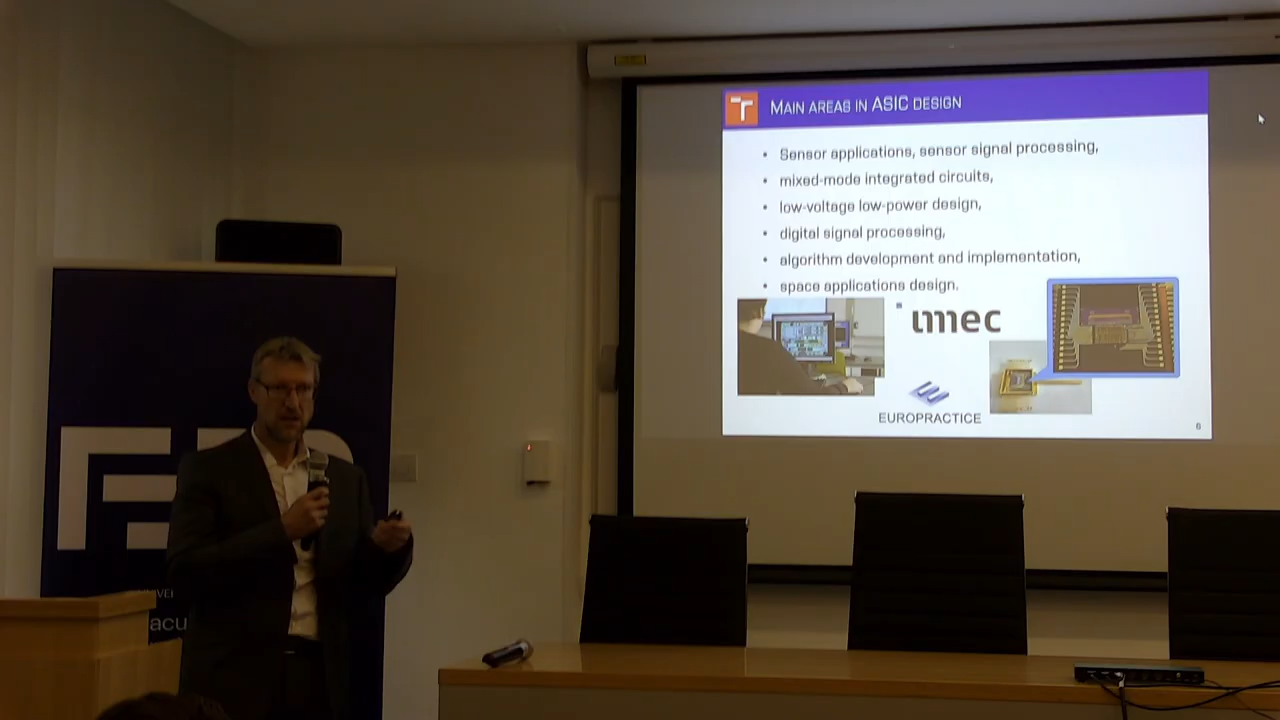 MAIN AREAS IN ASIC DESIGN
• Sensor applications, sensor signal processing,
• mixed-mode integrated circuits,
• low-voltage low-power design,
• digital signal processing,
• algorithm development and implementation,
• space applications design.
imec
EUROPRACTICE
6
acu